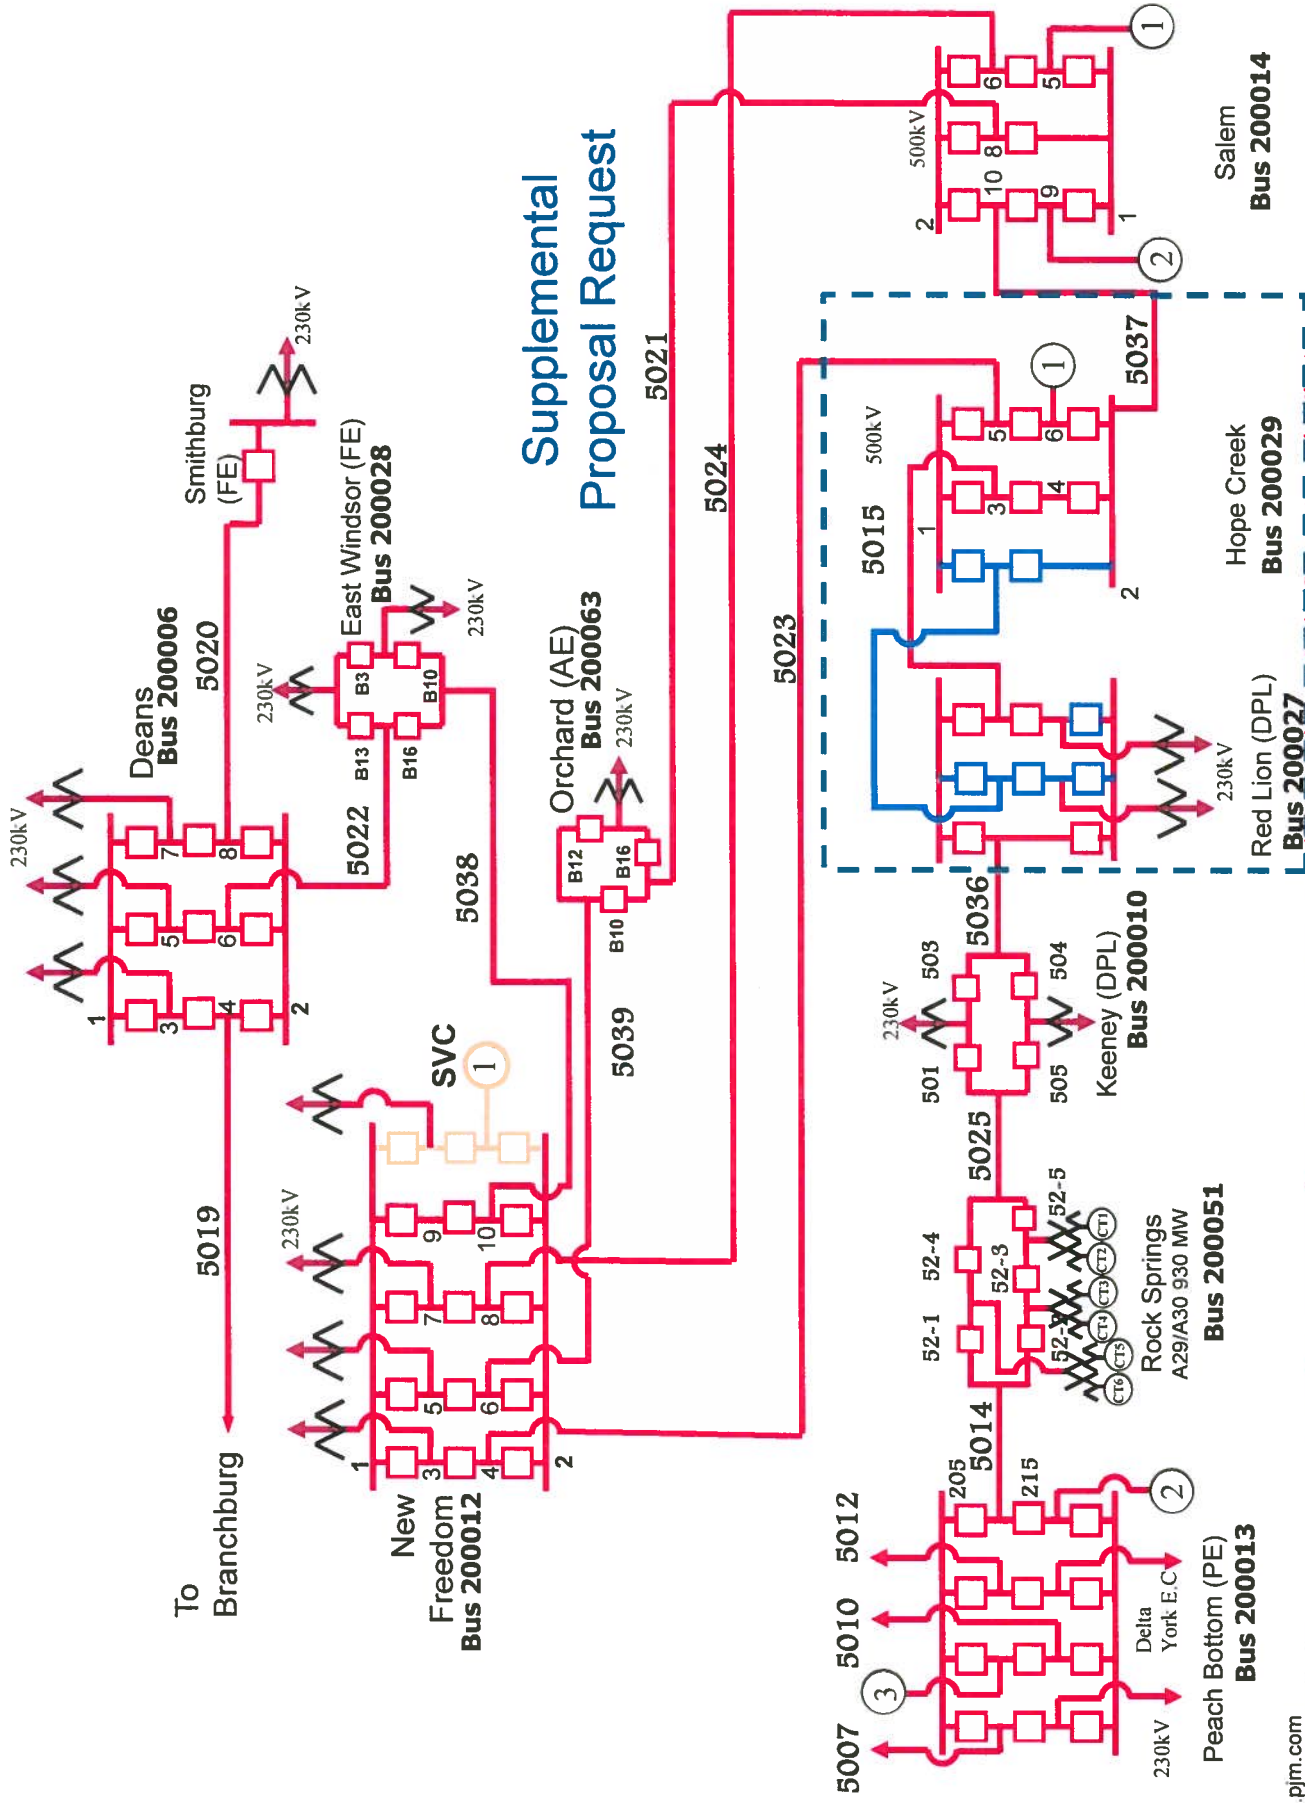 Supplemental
Proposal Request
To
Branchburg
5019
230kV
Deans
Bus 200006
1
3
4
2
5
6
7
8
5020
Smithburg
(FE)
230kV
5022
East Windsor (FE)
Bus 200028
230kV
B13
B3
B16
B10
230kV
5038
New
Freedom
Bus 200012
230kV
1
3
4
2
5
6
7
8
9
10
SVC
1
5039
Orchard (AE)
Bus 200063
B12
B16
B10
230kV
5021
5024
5023
Salem
Bus 200014
500kV
2
10
9
1
8
6
5
1
2
5037
Hope Creek
Bus 200029
500kV
1
3
4
5
6
2
1
5015
Red Lion (DPL)
Bus 200027
230kV
5036
Keeney (DPL)
Bus 200010
230kV
501
503
505
504
5025
Rock Springs
A29/A30 930 MW
Bus 200051
52-1
52-4
52-3
52-5
CT6
CT5
CT4
CT3
CT2
CT1
5014
Peach Bottom (PE)
Bus 200013
5007
3
5010
5012
205
215
2
230kV
Delta
York E.C
.pjm.com